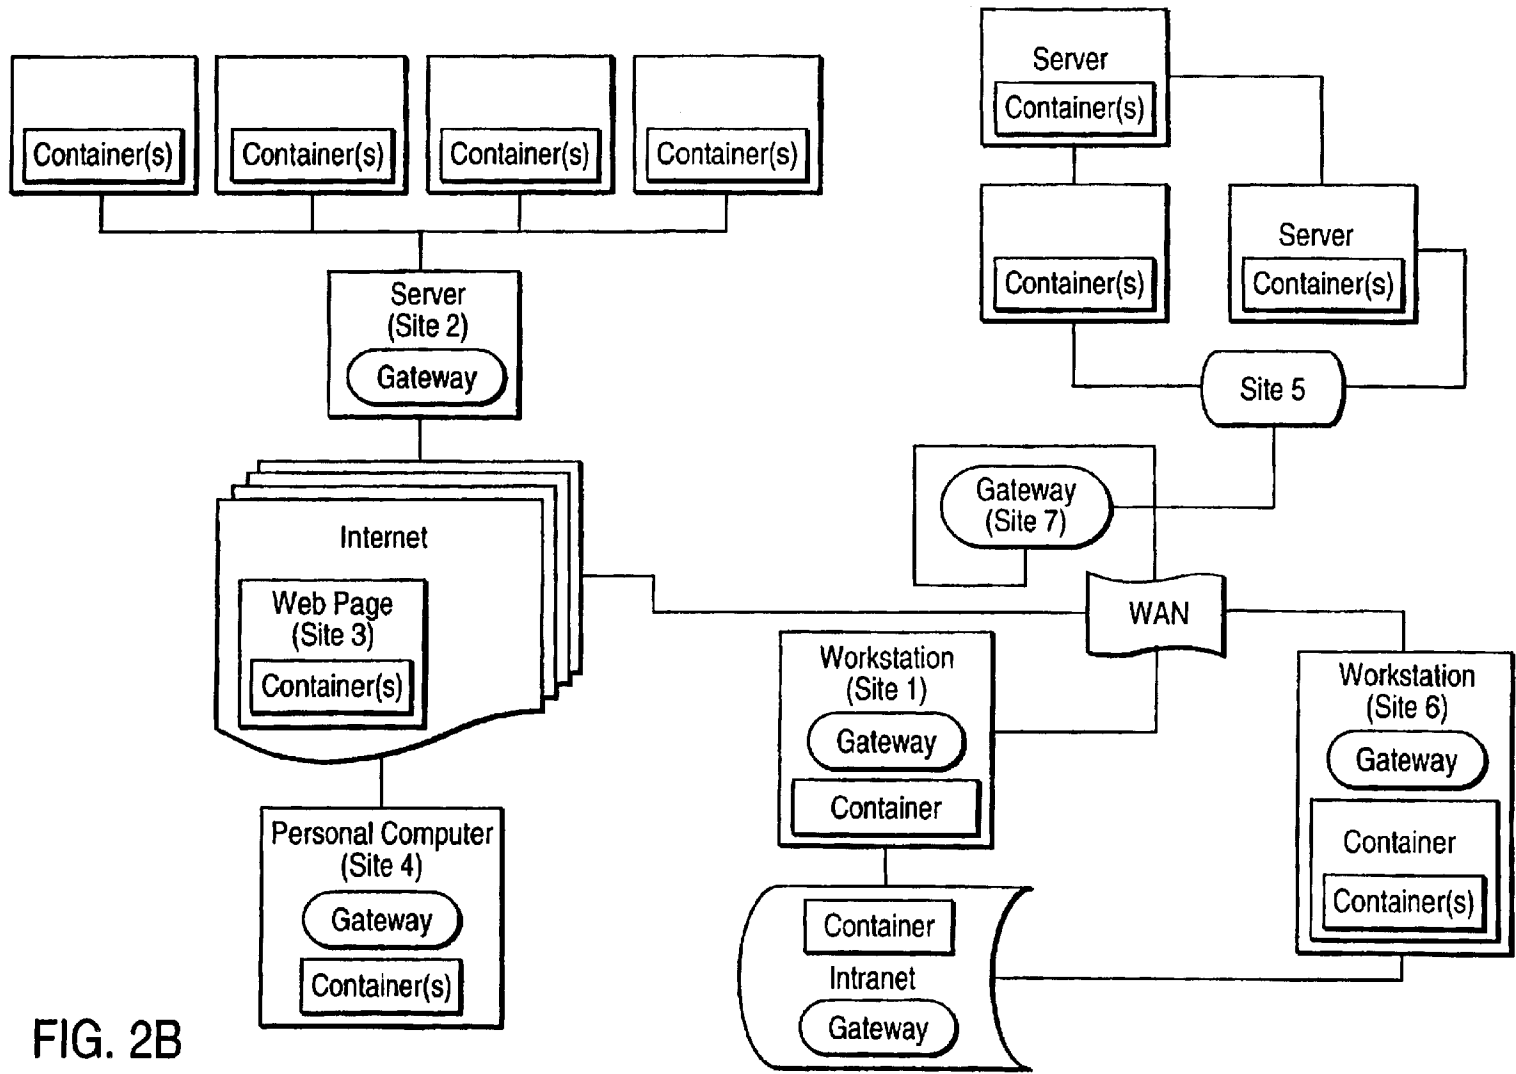 Container(s)
Container(s)
Container(s)
Container(s)
Server
(Site 2)
Gateway
Internet
Web Page
(Site 3)
Container(s)
Personal Computer
(Site 4)
Gateway
Container(s)
Server
Container(s)
Container(s)
Server
Container(s)
Site 5
Gateway
(Site 7)
WAN
Workstation
(Site 1)
Gateway
Container
Container
Intranet
Gateway
Workstation
(Site 6)
Gateway
Container
Container(s)
FIG. 2B